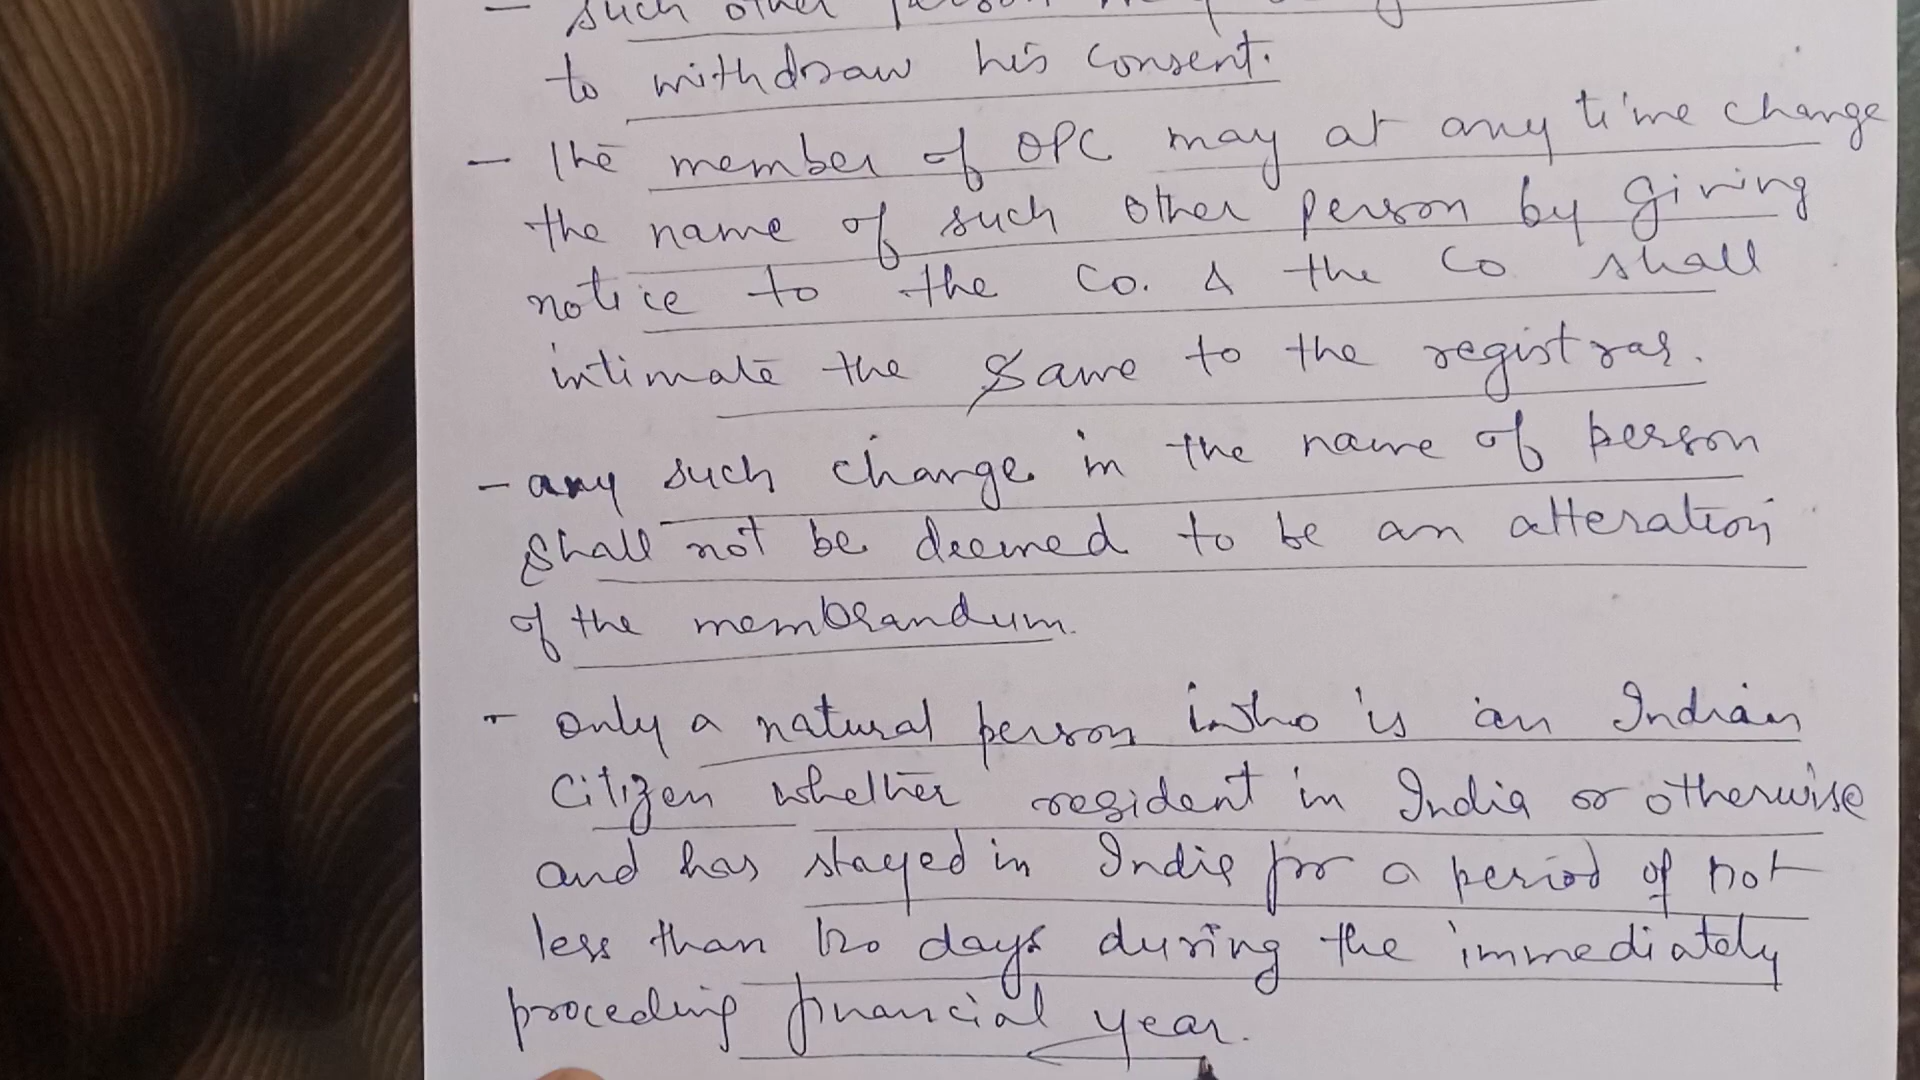 - such other person
to withdraw his consent.
- The member of OPC may at any time change
the name of such other person by giving
notice to the Co. & the Co shall
intimate the same to the registrar.
- any such change in the name of person
shall not be deemed to be an alteration
of the memorandum.
- only a natural person who is an Indian
Citizen whether resident in India or otherwise
and has stayed in India for a period of not
less than 120 days during the immediately
proceding financial year.